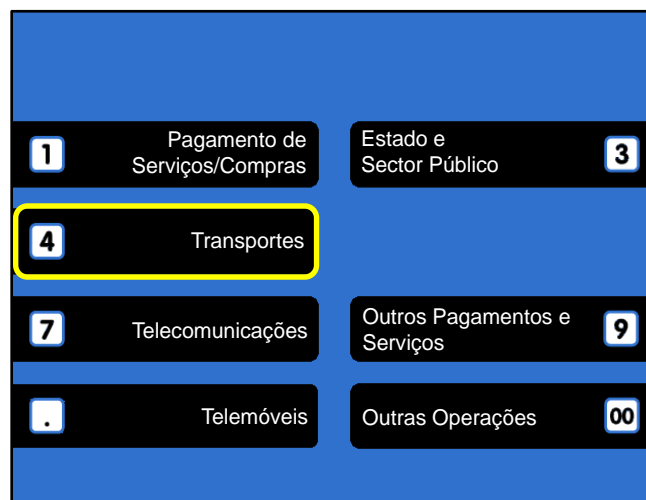 1
Pagamento de
Serviços/Compras
Estado e
Sector Público
3
4
Transportes
7
Telecomunicações
Outros Pagamentos e
Serviços
9
.
Telemóveis
Outras Operações
00